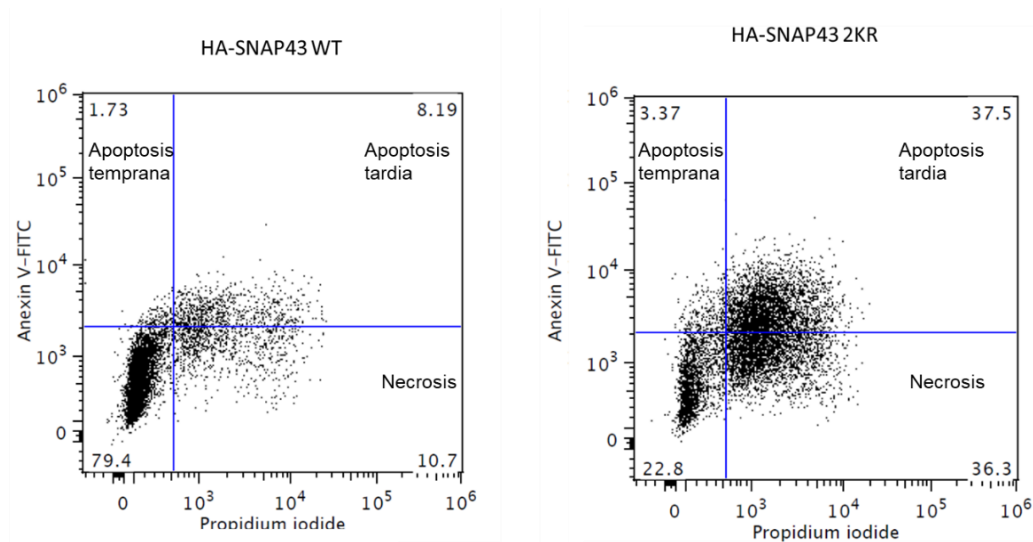 HA-SNAP43 WT
10^6
1.73
8.19
Apoptosis
temprana
Apoptosis
tardia
10^5
Anexin V-FITC
10^4
10^3
Necrosis
0
79.4
10.7
0
10^3
10^4
10^5
10^6
Propidium iodide
HA-SNAP43 2KR
10^6
3.37
37.5
Apoptosis
temprana
Apoptosis
tardia
10^5
Anexin V-FITC
10^4
10^3
Necrosis
0
22.8
36.3
0
10^3
10^4
10^5
10^6
Propidium iodide